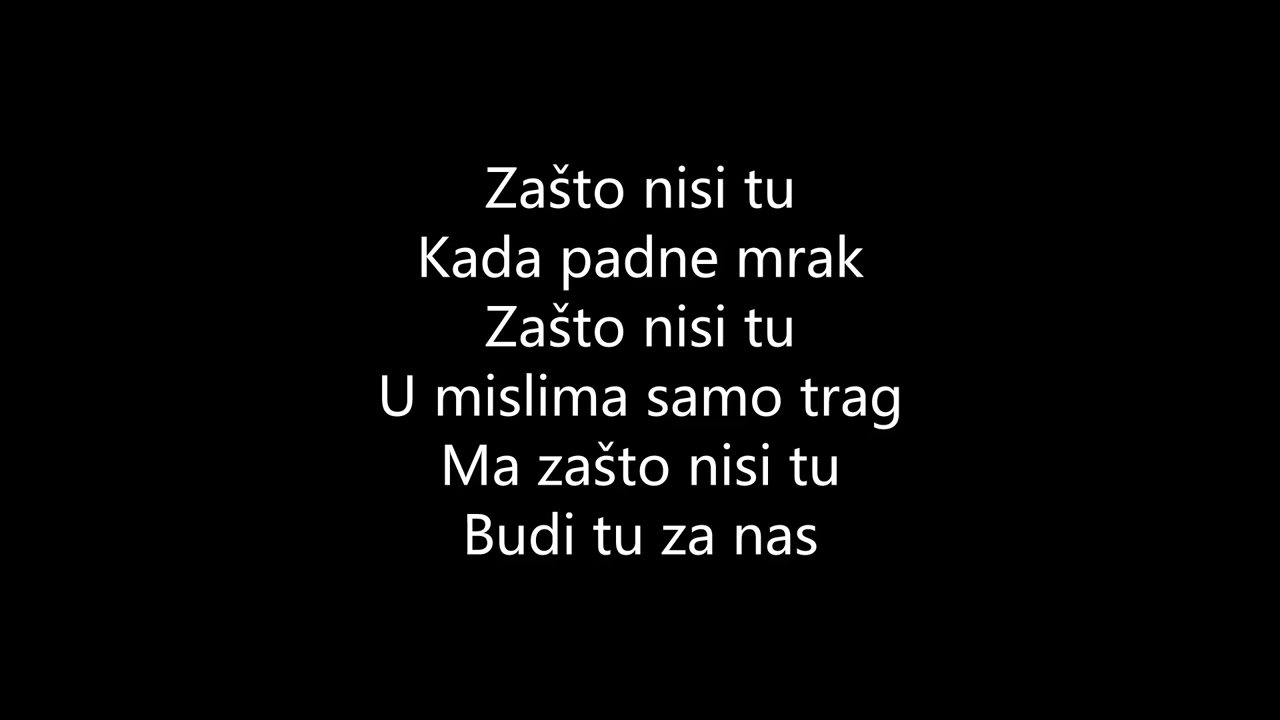 Zašto nisi tu
Kada padne mrak
Zašto nisi tu
U mislima samo trag
Ma zašto nisi tu
Budi tu za nas